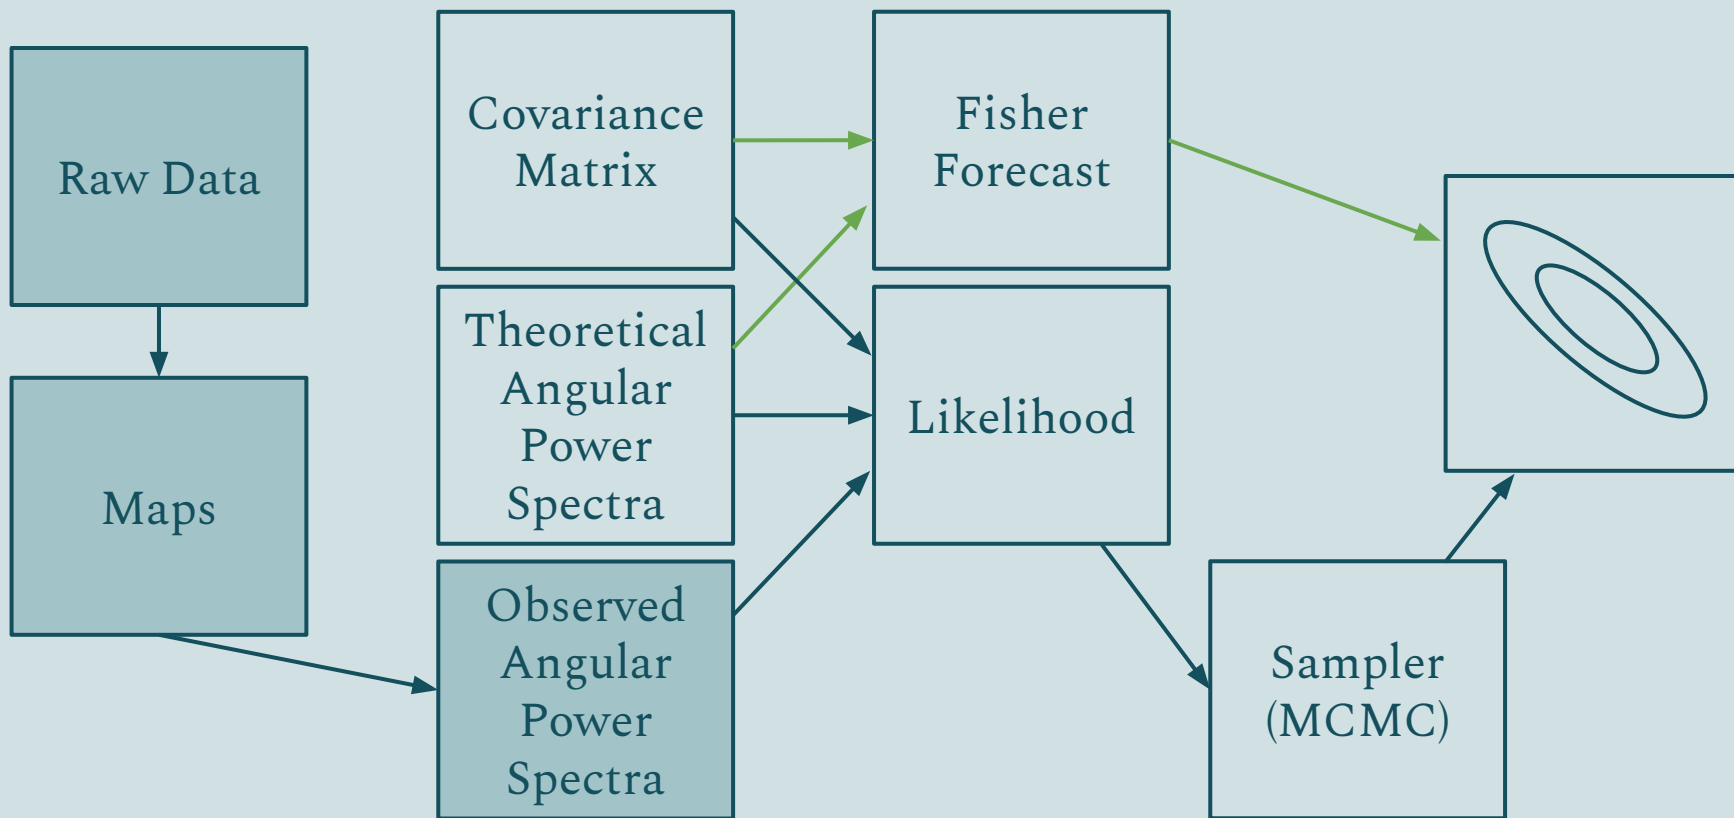 Raw Data
Maps
Covariance
Matrix
Theoretical
Angular
Power
Spectra
Observed
Angular
Power
Spectra
Fisher
Forecast
Likelihood
Sampler
(MCMC)